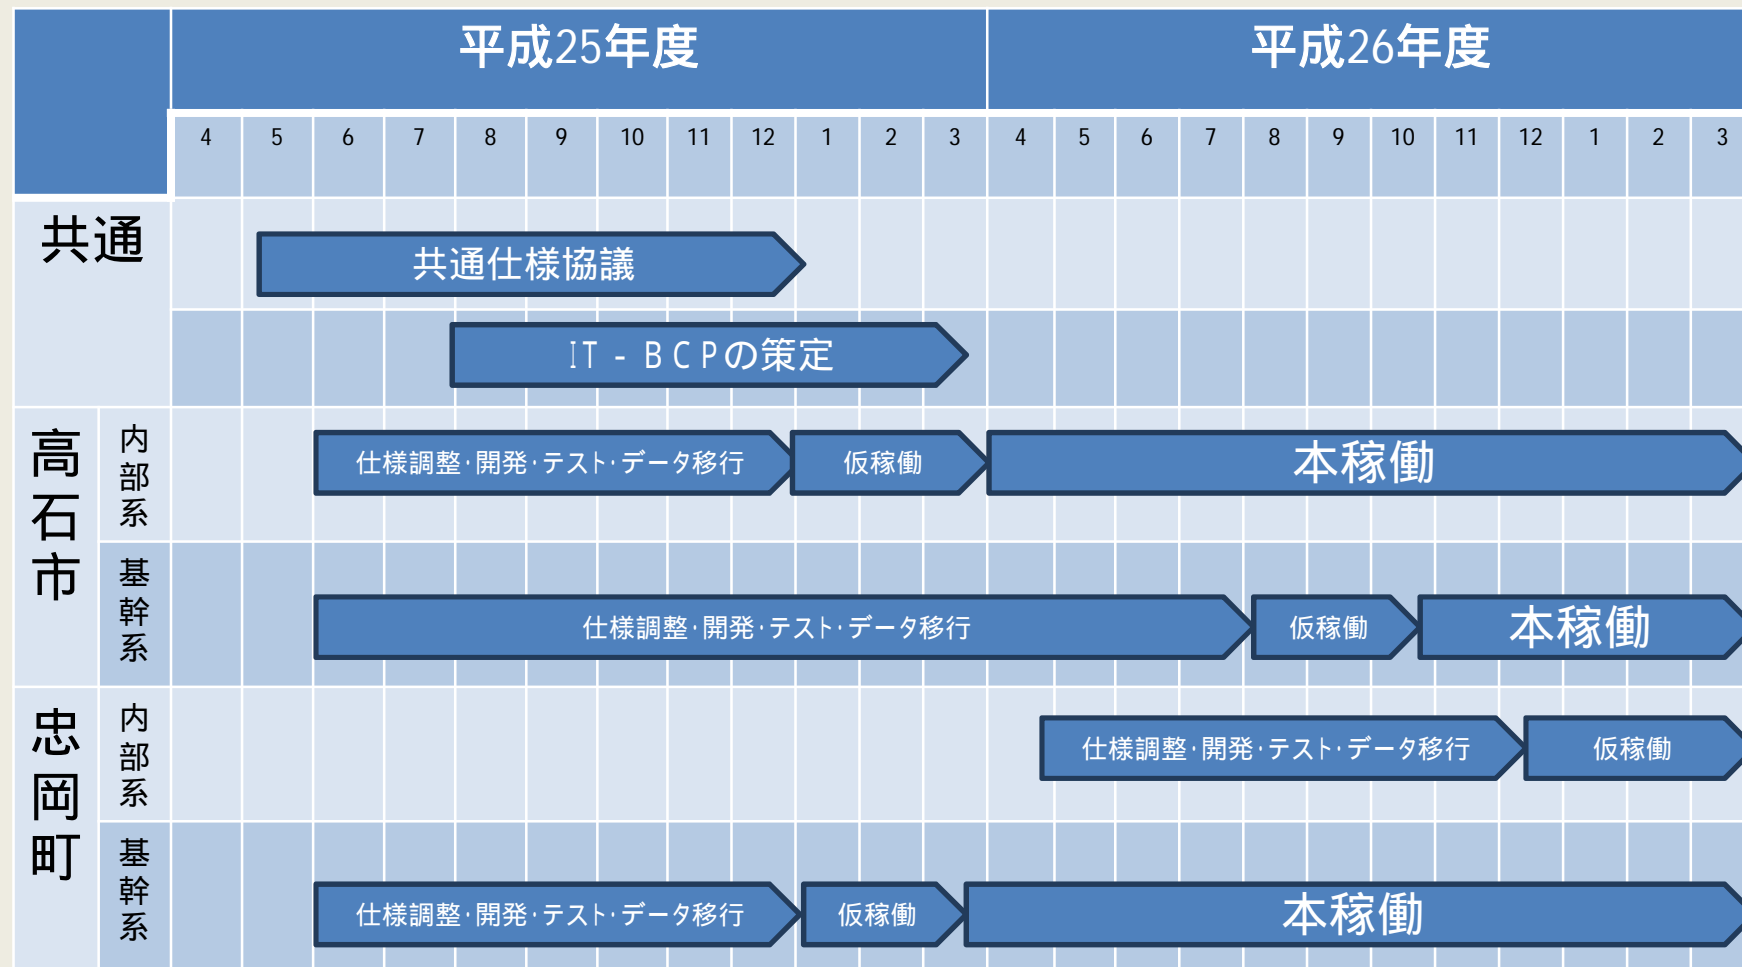 平成25年度 平成26年度
4 5 6 7 8 9 10 11 12 1 2 3 4 5 6 7 8 9 10 11 12 1 2 3
共通
共通仕様協議
IT-BCPの策定
高石市
内部系
仕様調整・開発・テスト・データ移行 仮稼働 本稼働
基幹系
仕様調整・開発・テスト・データ移行 仮稼働 本稼働
忠岡町
内部系
仕様調整・開発・テスト・データ移行 仮稼働
基幹系
仕様調整・開発・テスト・データ移行 仮稼働 本稼働